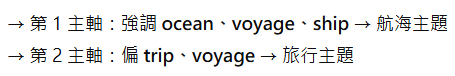 → 第 1 主軸：強調 ocean、voyage、ship → 航海主題
→ 第 2 主軸：偏 trip、voyage → 旅行主題